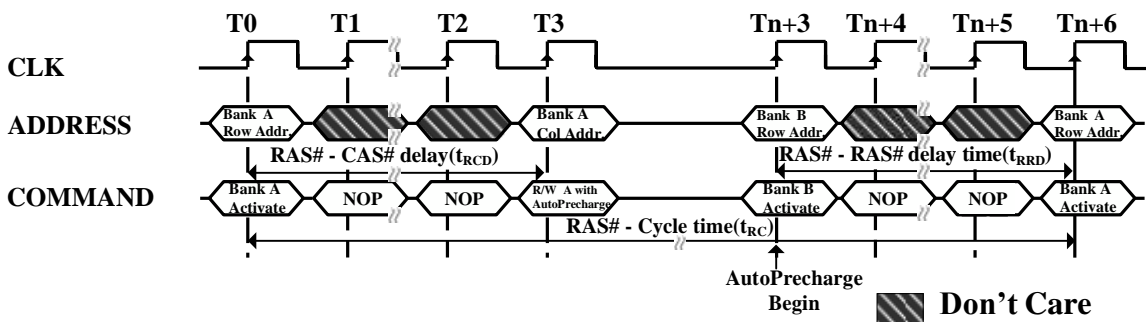 T0 T1 T2 T3 Tn+3 Tn+4 Tn+5 Tn+6
CLK
ADDRESS
Bank A
Row Addr.
Bank A
Col Addr.
Bank B
Row Addr.
Bank A
Row Addr.
RAS# - CAS# delay(tRCD)
RAS# - RAS# delay time(tRRD)
COMMAND
Bank A
Activate
NOP
NOP
R/W A with
AutoPrecharge
Bank B
Activate
NOP
NOP
Bank A
Activate
RAS# - Cycle time(tRC)
AutoPrecharge
Begin
Don't Care